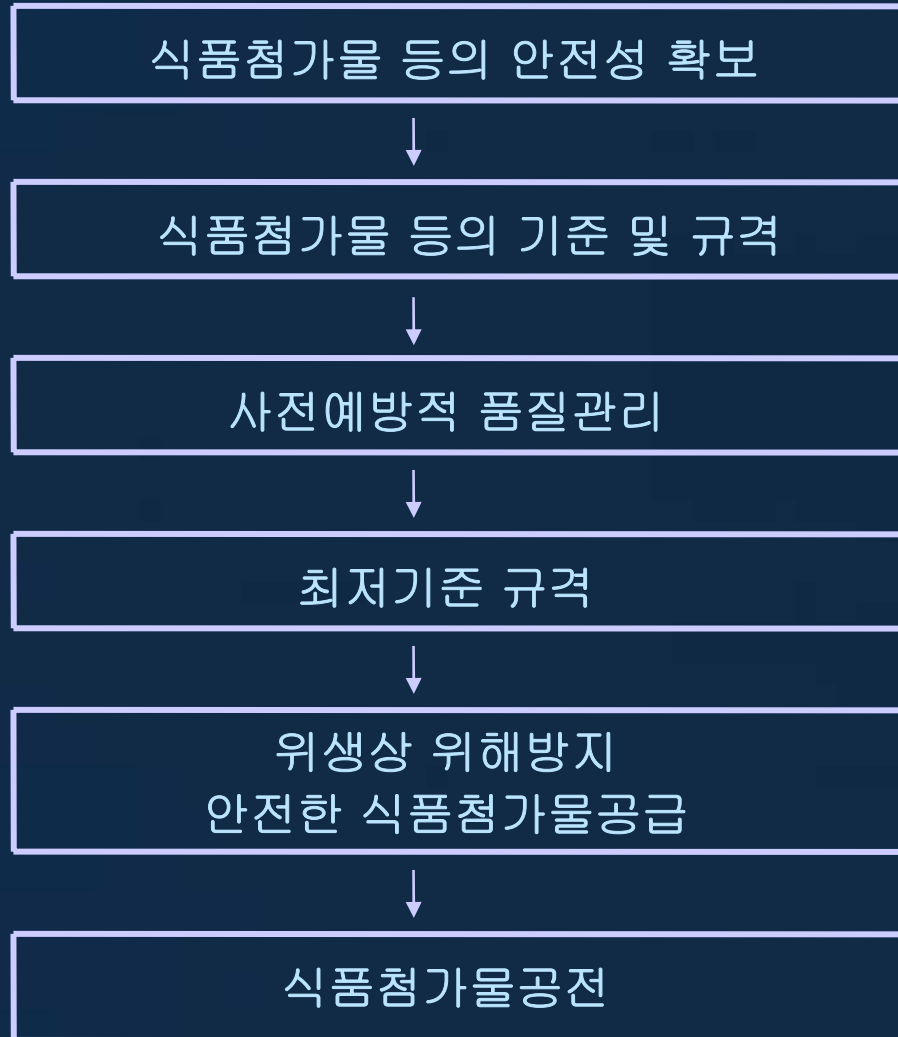 식품첨가물 등의 안전성 확보
식품첨가물 등의 기준 및 규격
사전예방적 품질관리
최저기준 규격
위생상 위해방지
안전한 식품첨가물공급
식품첨가물공전